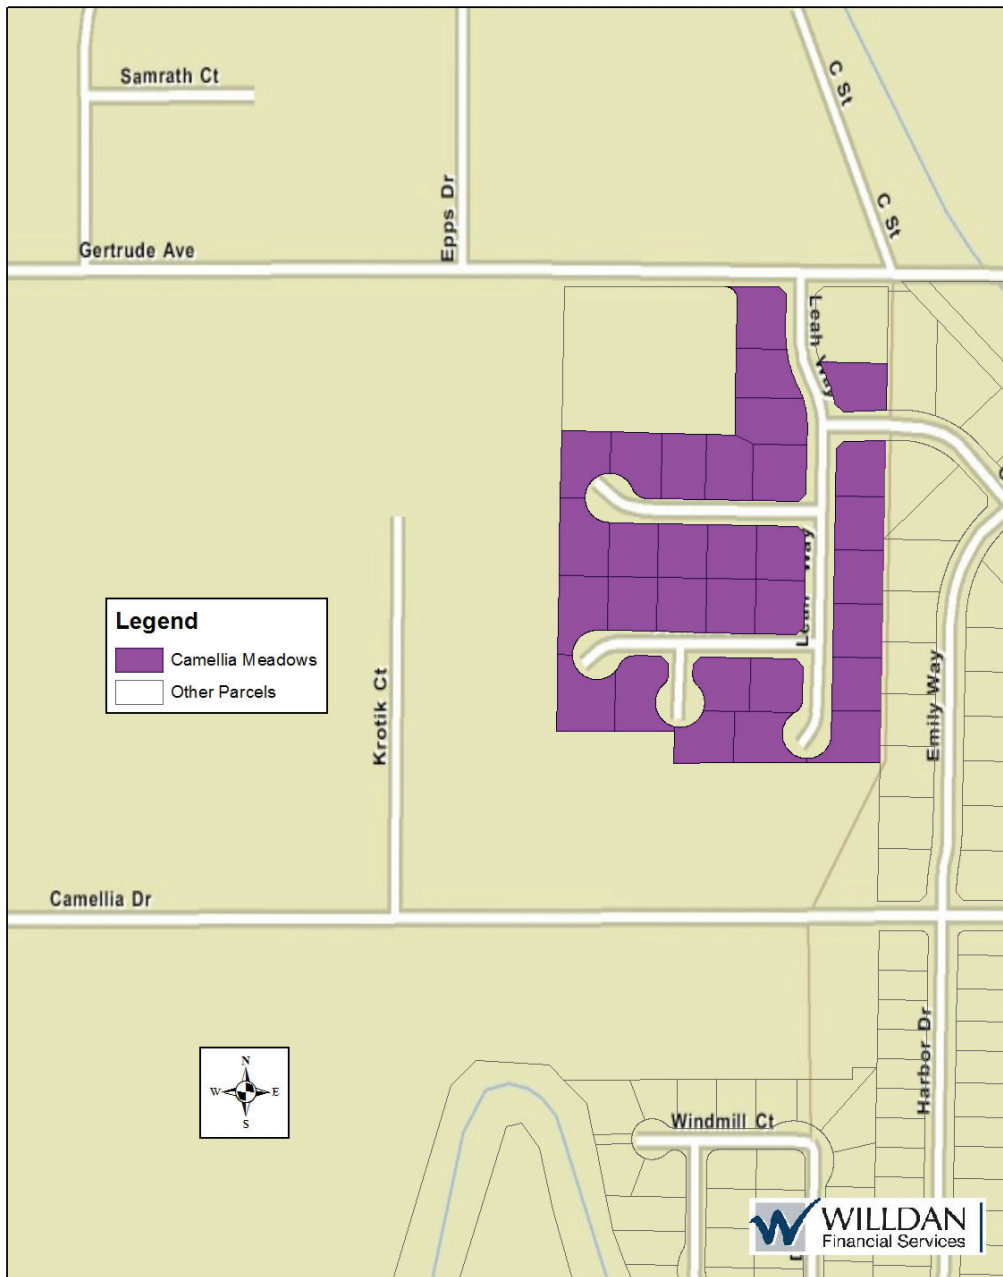 Samrath Ct
C St
Epps Dr
C St
Gertrude Ave
Leah Way
Leah Way
Legend
Camellia Meadows
Other Parcels
Krotik Ct
Emily Way
Camellia Dr
Harbor Dr
N
W E
S
Windmill Ct
W WILLDAN
Financial Services